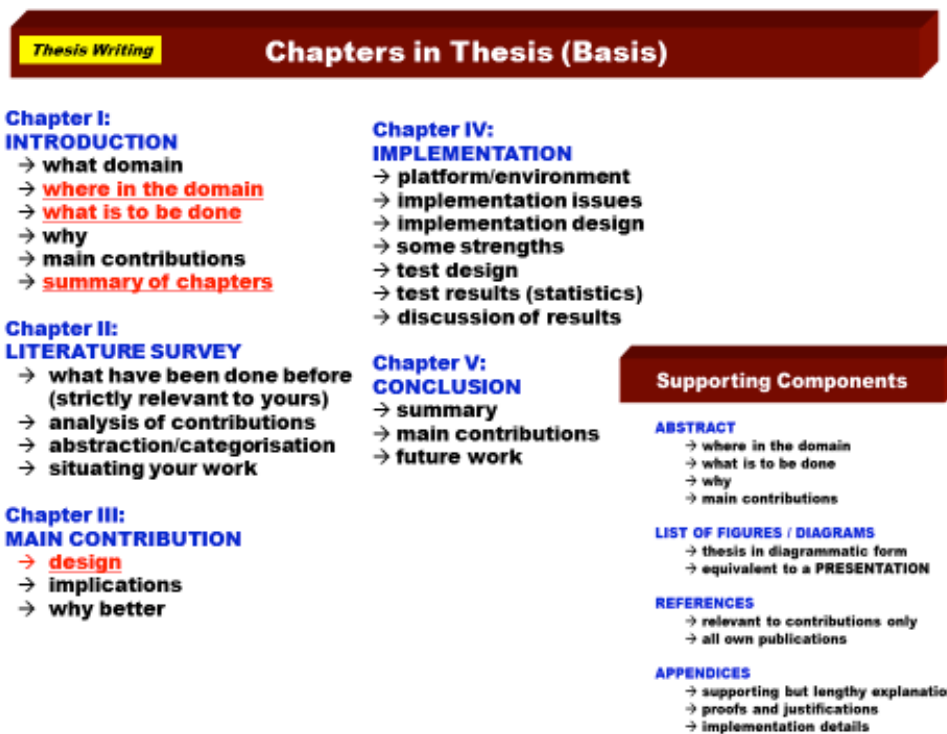 Thesis Writing
Chapters in Thesis (Basis)
Chapter I:
INTRODUCTION
→ what domain
→ where in the domain
→ what is to be done
→ why
→ main contributions
→ summary of chapters
Chapter II:
LITERATURE SURVEY
→ what have been done before
(strictly relevant to yours)
→ analysis of contributions
→ abstraction/categorisation
→ situating your work
Chapter III:
MAIN CONTRIBUTION
→ design
→ implications
→ why better
Chapter IV:
IMPLEMENTATION
→ platform/environment
→ implementation issues
→ implementation design
→ some strengths
→ test design
→ test results (statistics)
→ discussion of results
Chapter V:
CONCLUSION
→ summary
→ main contributions
→ future work
Supporting Components
ABSTRACT
→ where in the domain
→ what is to be done
→ why
→ main contributions
LIST OF FIGURES / DIAGRAMS
→ thesis in diagrammatic form
→ equivalent to a PRESENTATION
REFERENCES
→ relevant to contributions only
→ all own publications
APPENDICES
→ supporting but lengthy explanatio
→ proofs and justifications
→ implementation details